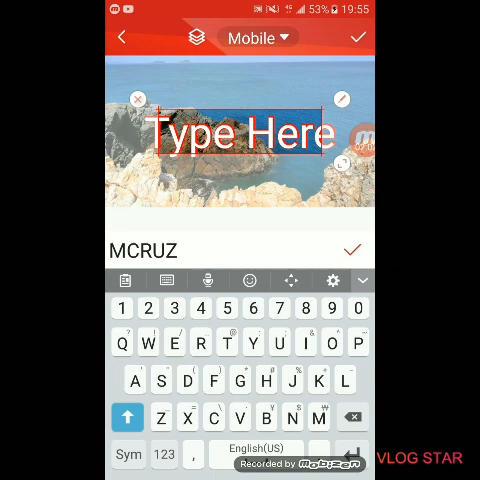 53% 19:55
Mobile
Type Here
MCRUZ
1 2 3 4 5 6 7 8 9 0
Q W E R T Y U I O P
A S D F G H J K L
Z X C V B N M
Sym 123 , English(US)
Recorded by mobizen
VLOG STAR